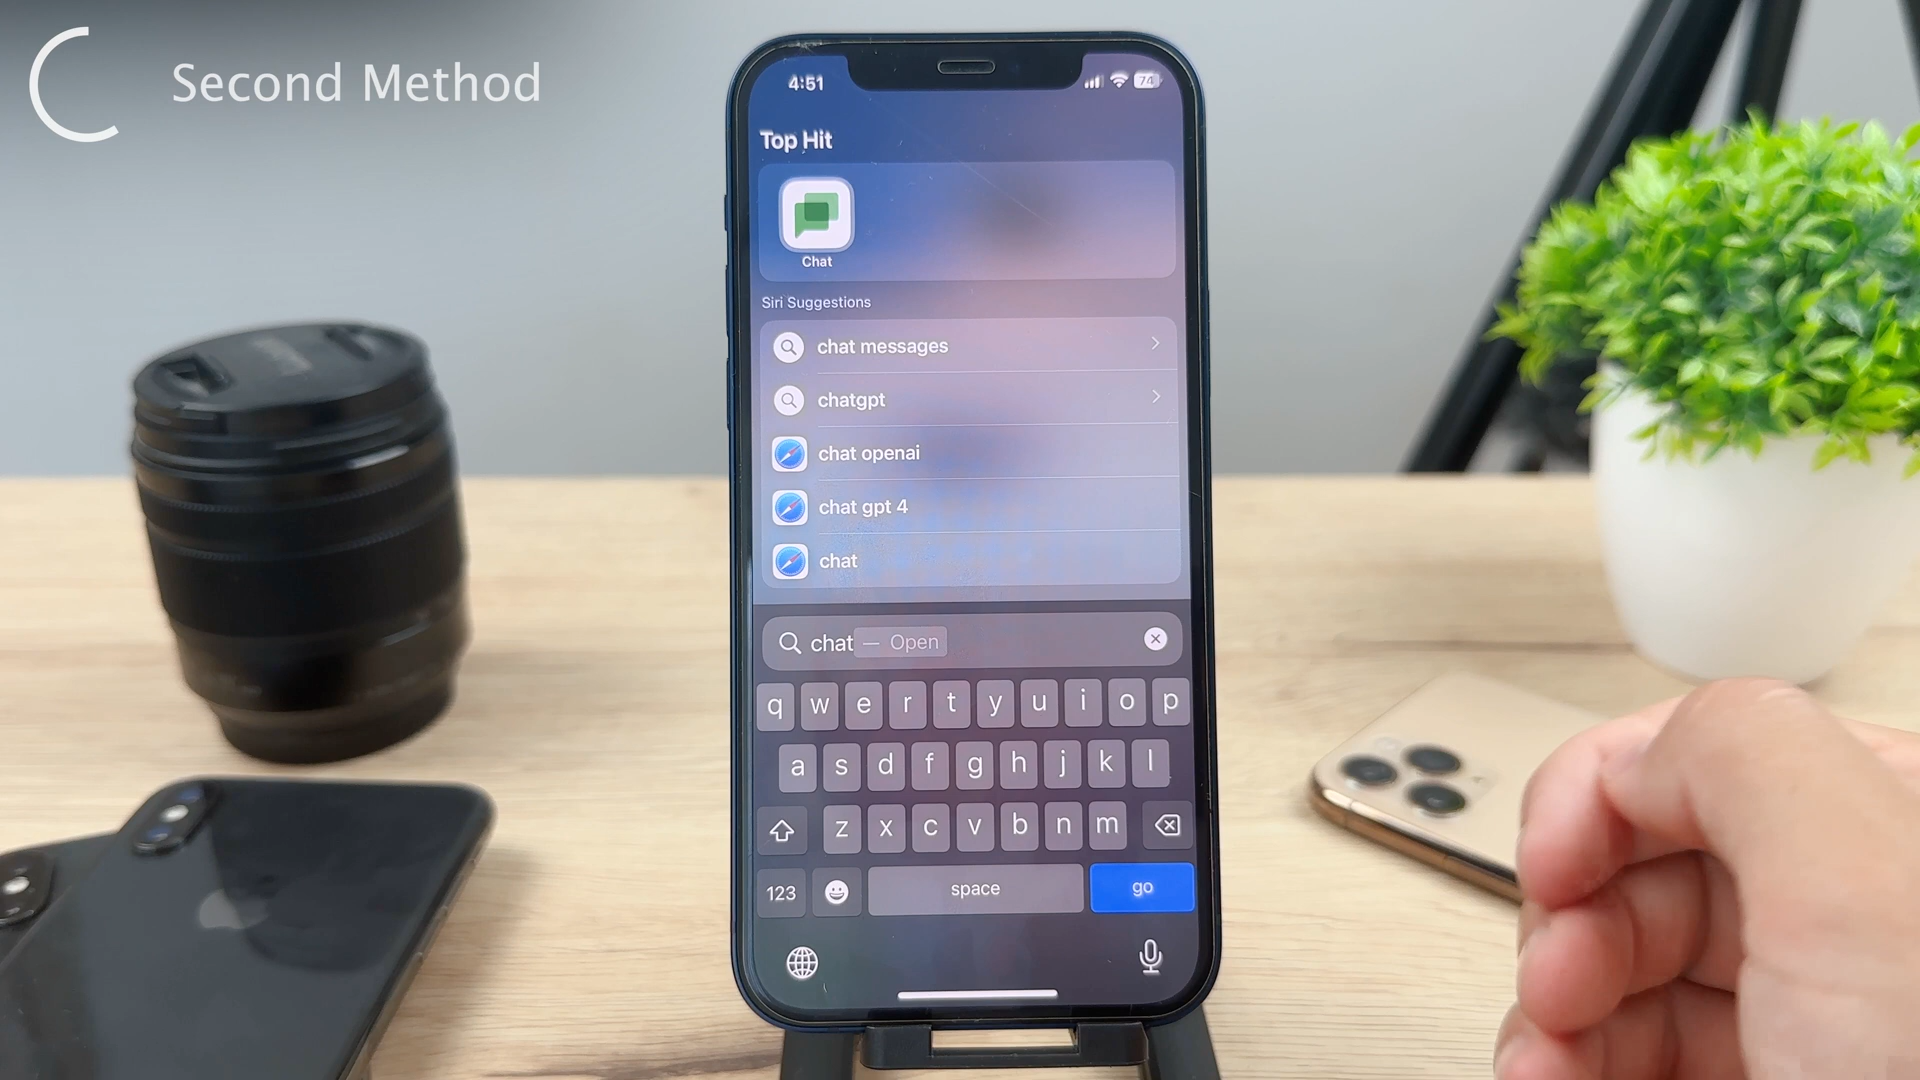 Second Method
4:51
74
Top Hit
Chat
Siri Suggestions
chat messages
chatgpt
chat openai
chat gpt 4
chat
chat — Open
q w e r t y u i o p
a s d f g h j k l
z x c v b n m
123 space go